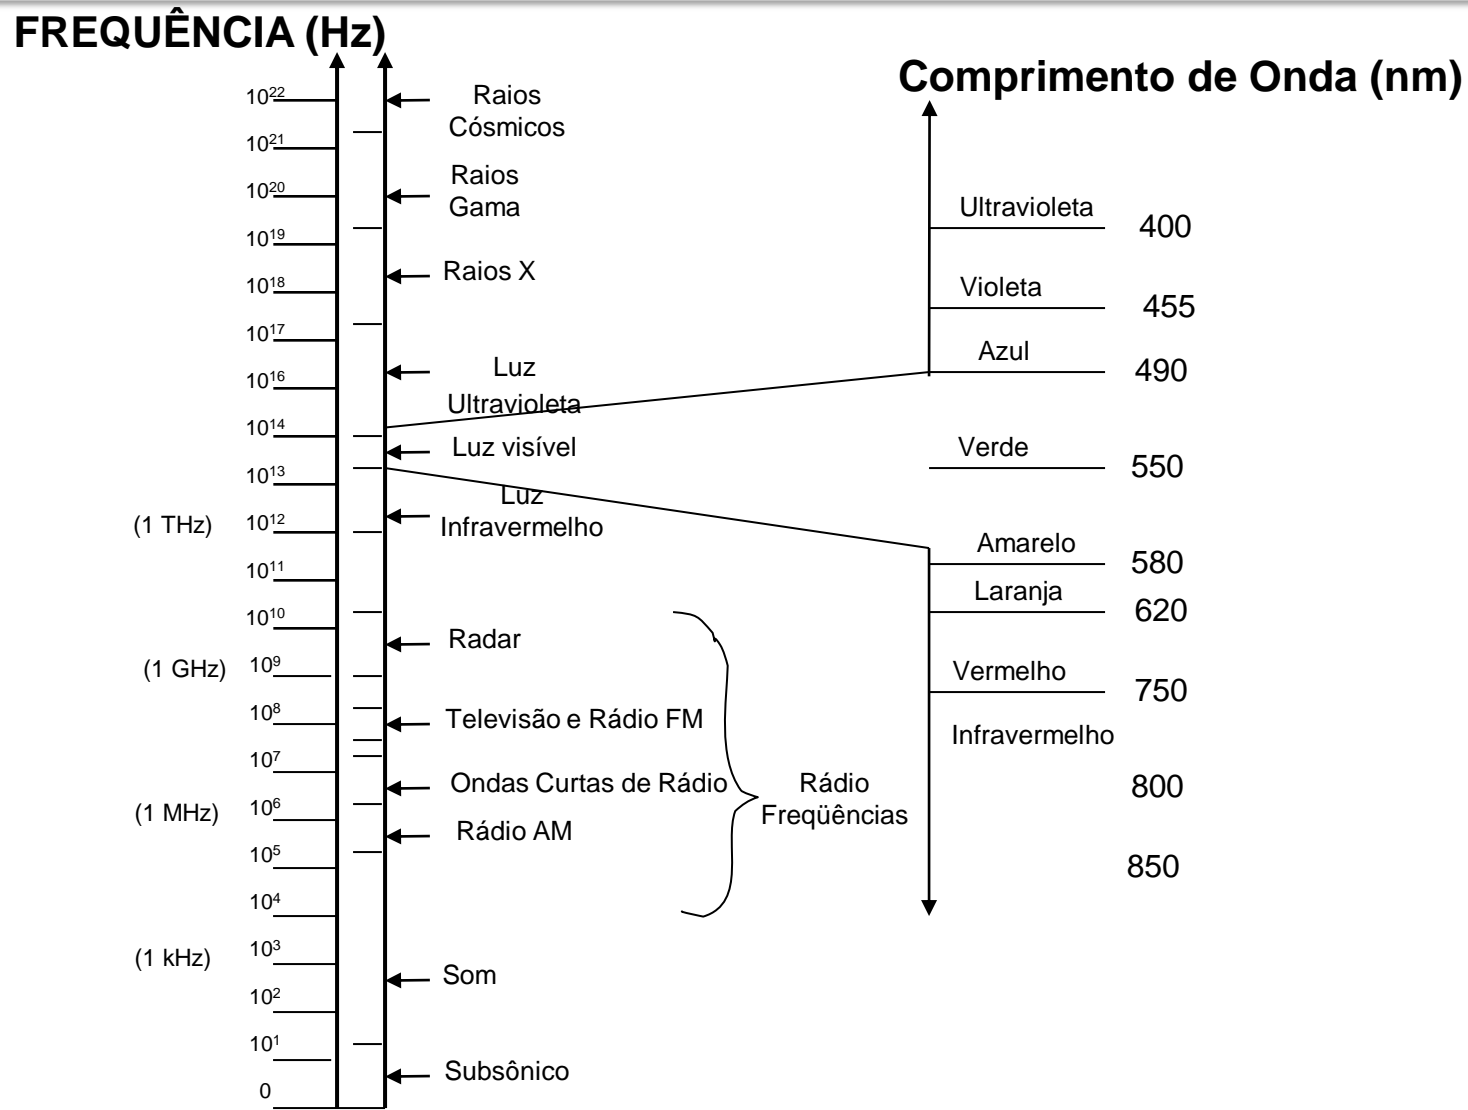 FREQUÊNCIA (Hz)
10²²
10²¹
10²⁰
10¹⁹
10¹⁸
10¹⁷
10¹⁶
10¹⁴
10¹³
(1 THz) 10¹²
10¹¹
10¹⁰
(1 GHz) 10⁹
10⁸
10⁷
(1 MHz) 10⁶
10⁵
10⁴
(1 kHz) 10³
10²
10¹
0
Raios
Cósmicos
Raios
Gama
Raios X
Luz
Ultravioleta
Luz visível
Luz
Infravermelho
Radar
Televisão e Rádio FM
Ondas Curtas de Rádio
Rádio AM
Rádio
Freqüências
Som
Subsônico
Comprimento de Onda (nm)
Ultravioleta 400
Violeta 455
Azul 490
Verde 550
Amarelo 580
Laranja 620
Vermelho 750
Infravermelho
800
850